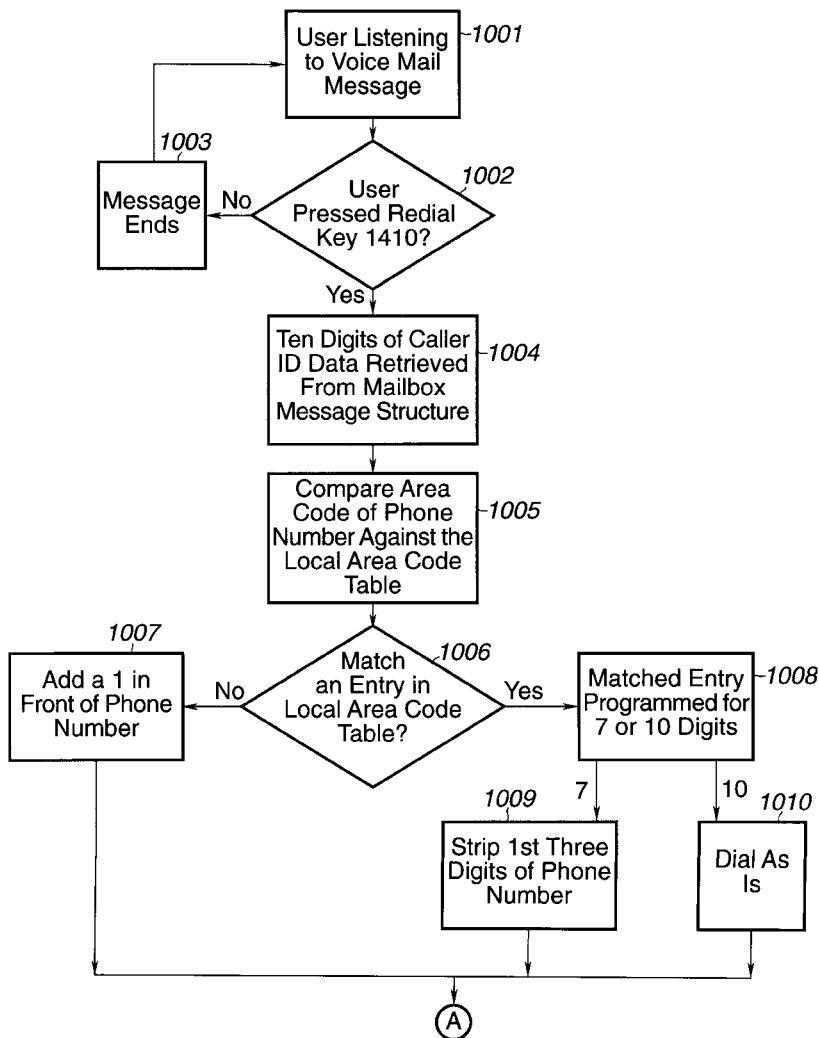 User Listening
to Voice Mail
Message
1001
1003
Message
Ends
No
User
Pressed Redial
Key 1410?
1002
Yes
Ten Digits of Caller
ID Data Retrieved
From Mailbox
Message Structure
1004
Compare Area
Code of Phone
Number Against the
Local Area Code
Table
1005
1007
Add a 1 in
Front of Phone
Number
No
Match
an Entry in
Local Area Code
Table?
1006
Yes
Matched Entry
Programmed for
7 or 10 Digits
1008
7
10
1009
Strip 1st Three
Digits of Phone
Number
1010
Dial As
Is
A